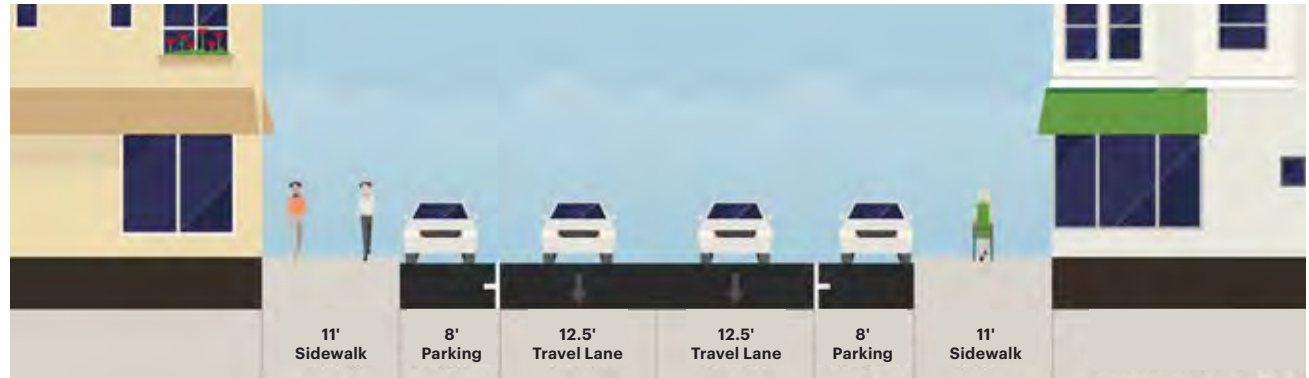 11'
Sidewalk
8'
Parking
12.5'
Travel Lane
12.5'
Travel Lane
8'
Parking
11'
Sidewalk